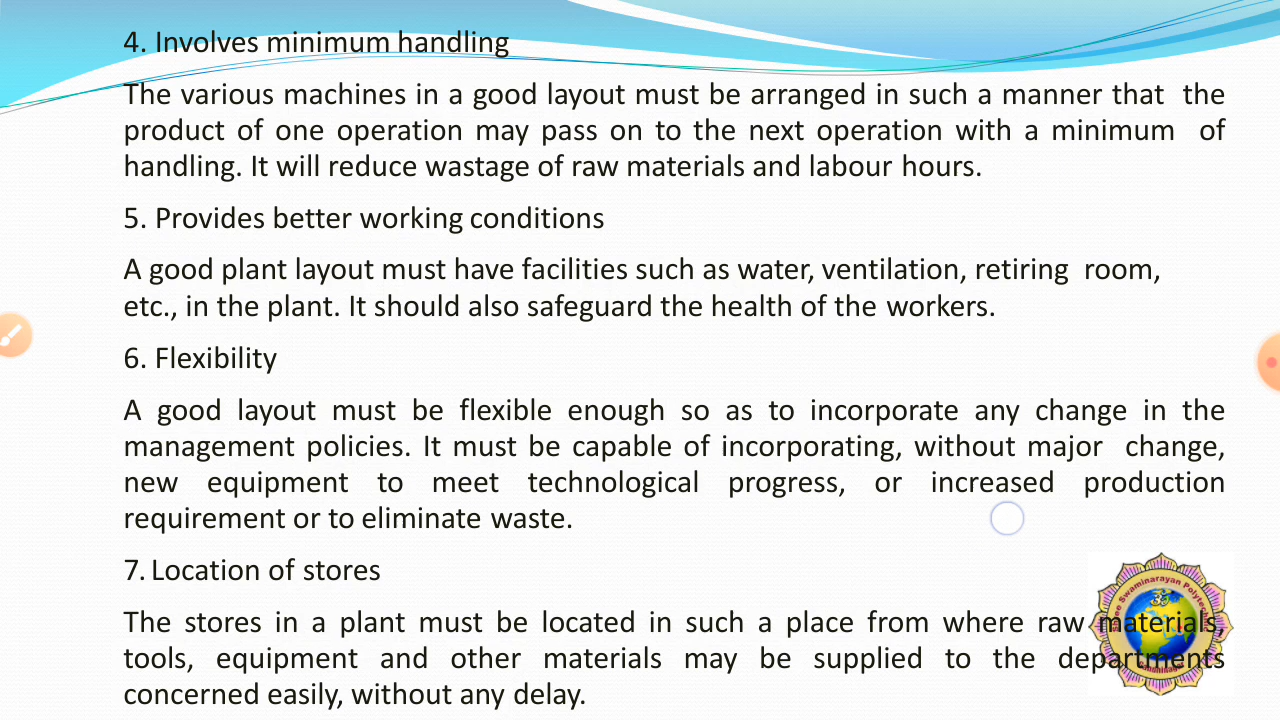 4. Involves minimum handling
The various machines in a good layout must be arranged in such a manner that the
product of one operation may pass on to the next operation with a minimum of
handling. It will reduce wastage of raw materials and labour hours.
5. Provides better working conditions
A good plant layout must have facilities such as water, ventilation, retiring room,
etc., in the plant. It should also safeguard the health of the workers.
6. Flexibility
A good layout must be flexible enough so as to incorporate any change in the
management policies. It must be capable of incorporating, without major change,
new equipment to meet technological progress, or increased production
requirement or to eliminate waste.
7. Location of stores
The stores in a plant must be located in such a place from where raw materials,
tools, equipment and other materials may be supplied to the departments
concerned easily, without any delay.
Swaminarayan